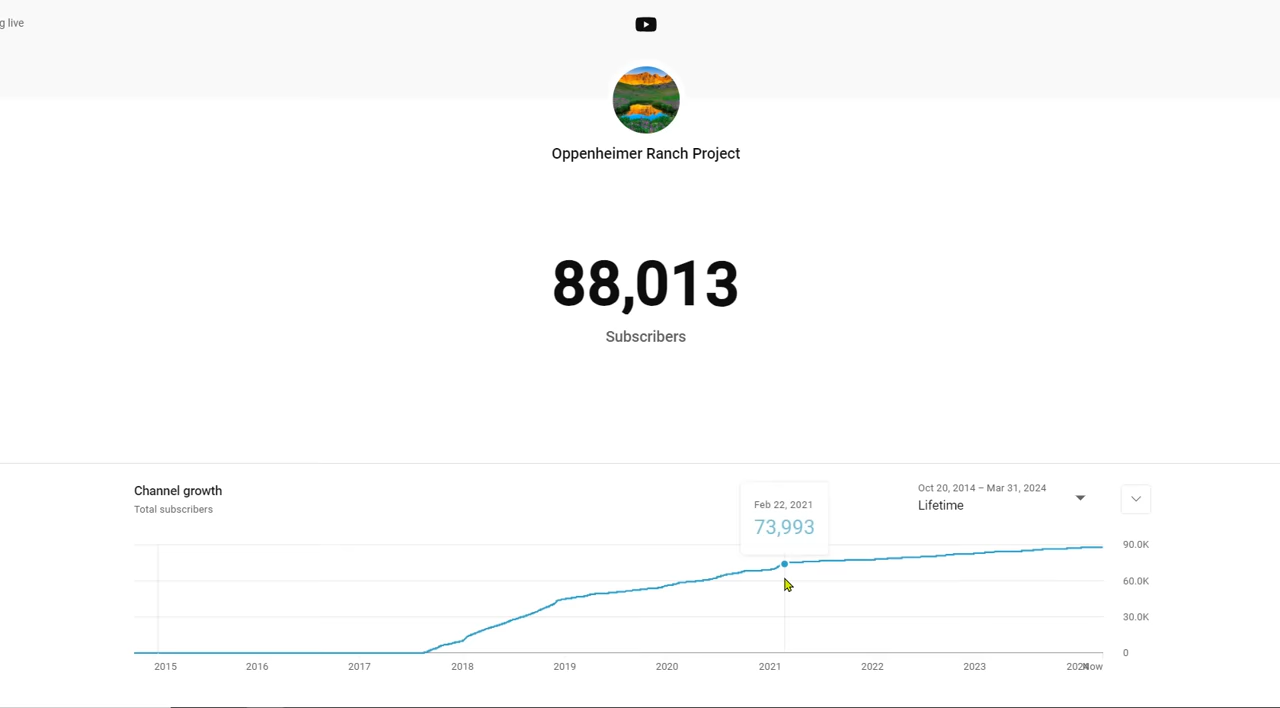 g live
Oppenheimer Ranch Project
88,013
Subscribers
Channel growth
Total subscribers
Oct 20, 2014 – Mar 31, 2024
Lifetime
Feb 22, 2021
73,993
90.0K
60.0K
30.0K
0
2015 2016 2017 2018 2019 2020 2021 2022 2023 2024 Now